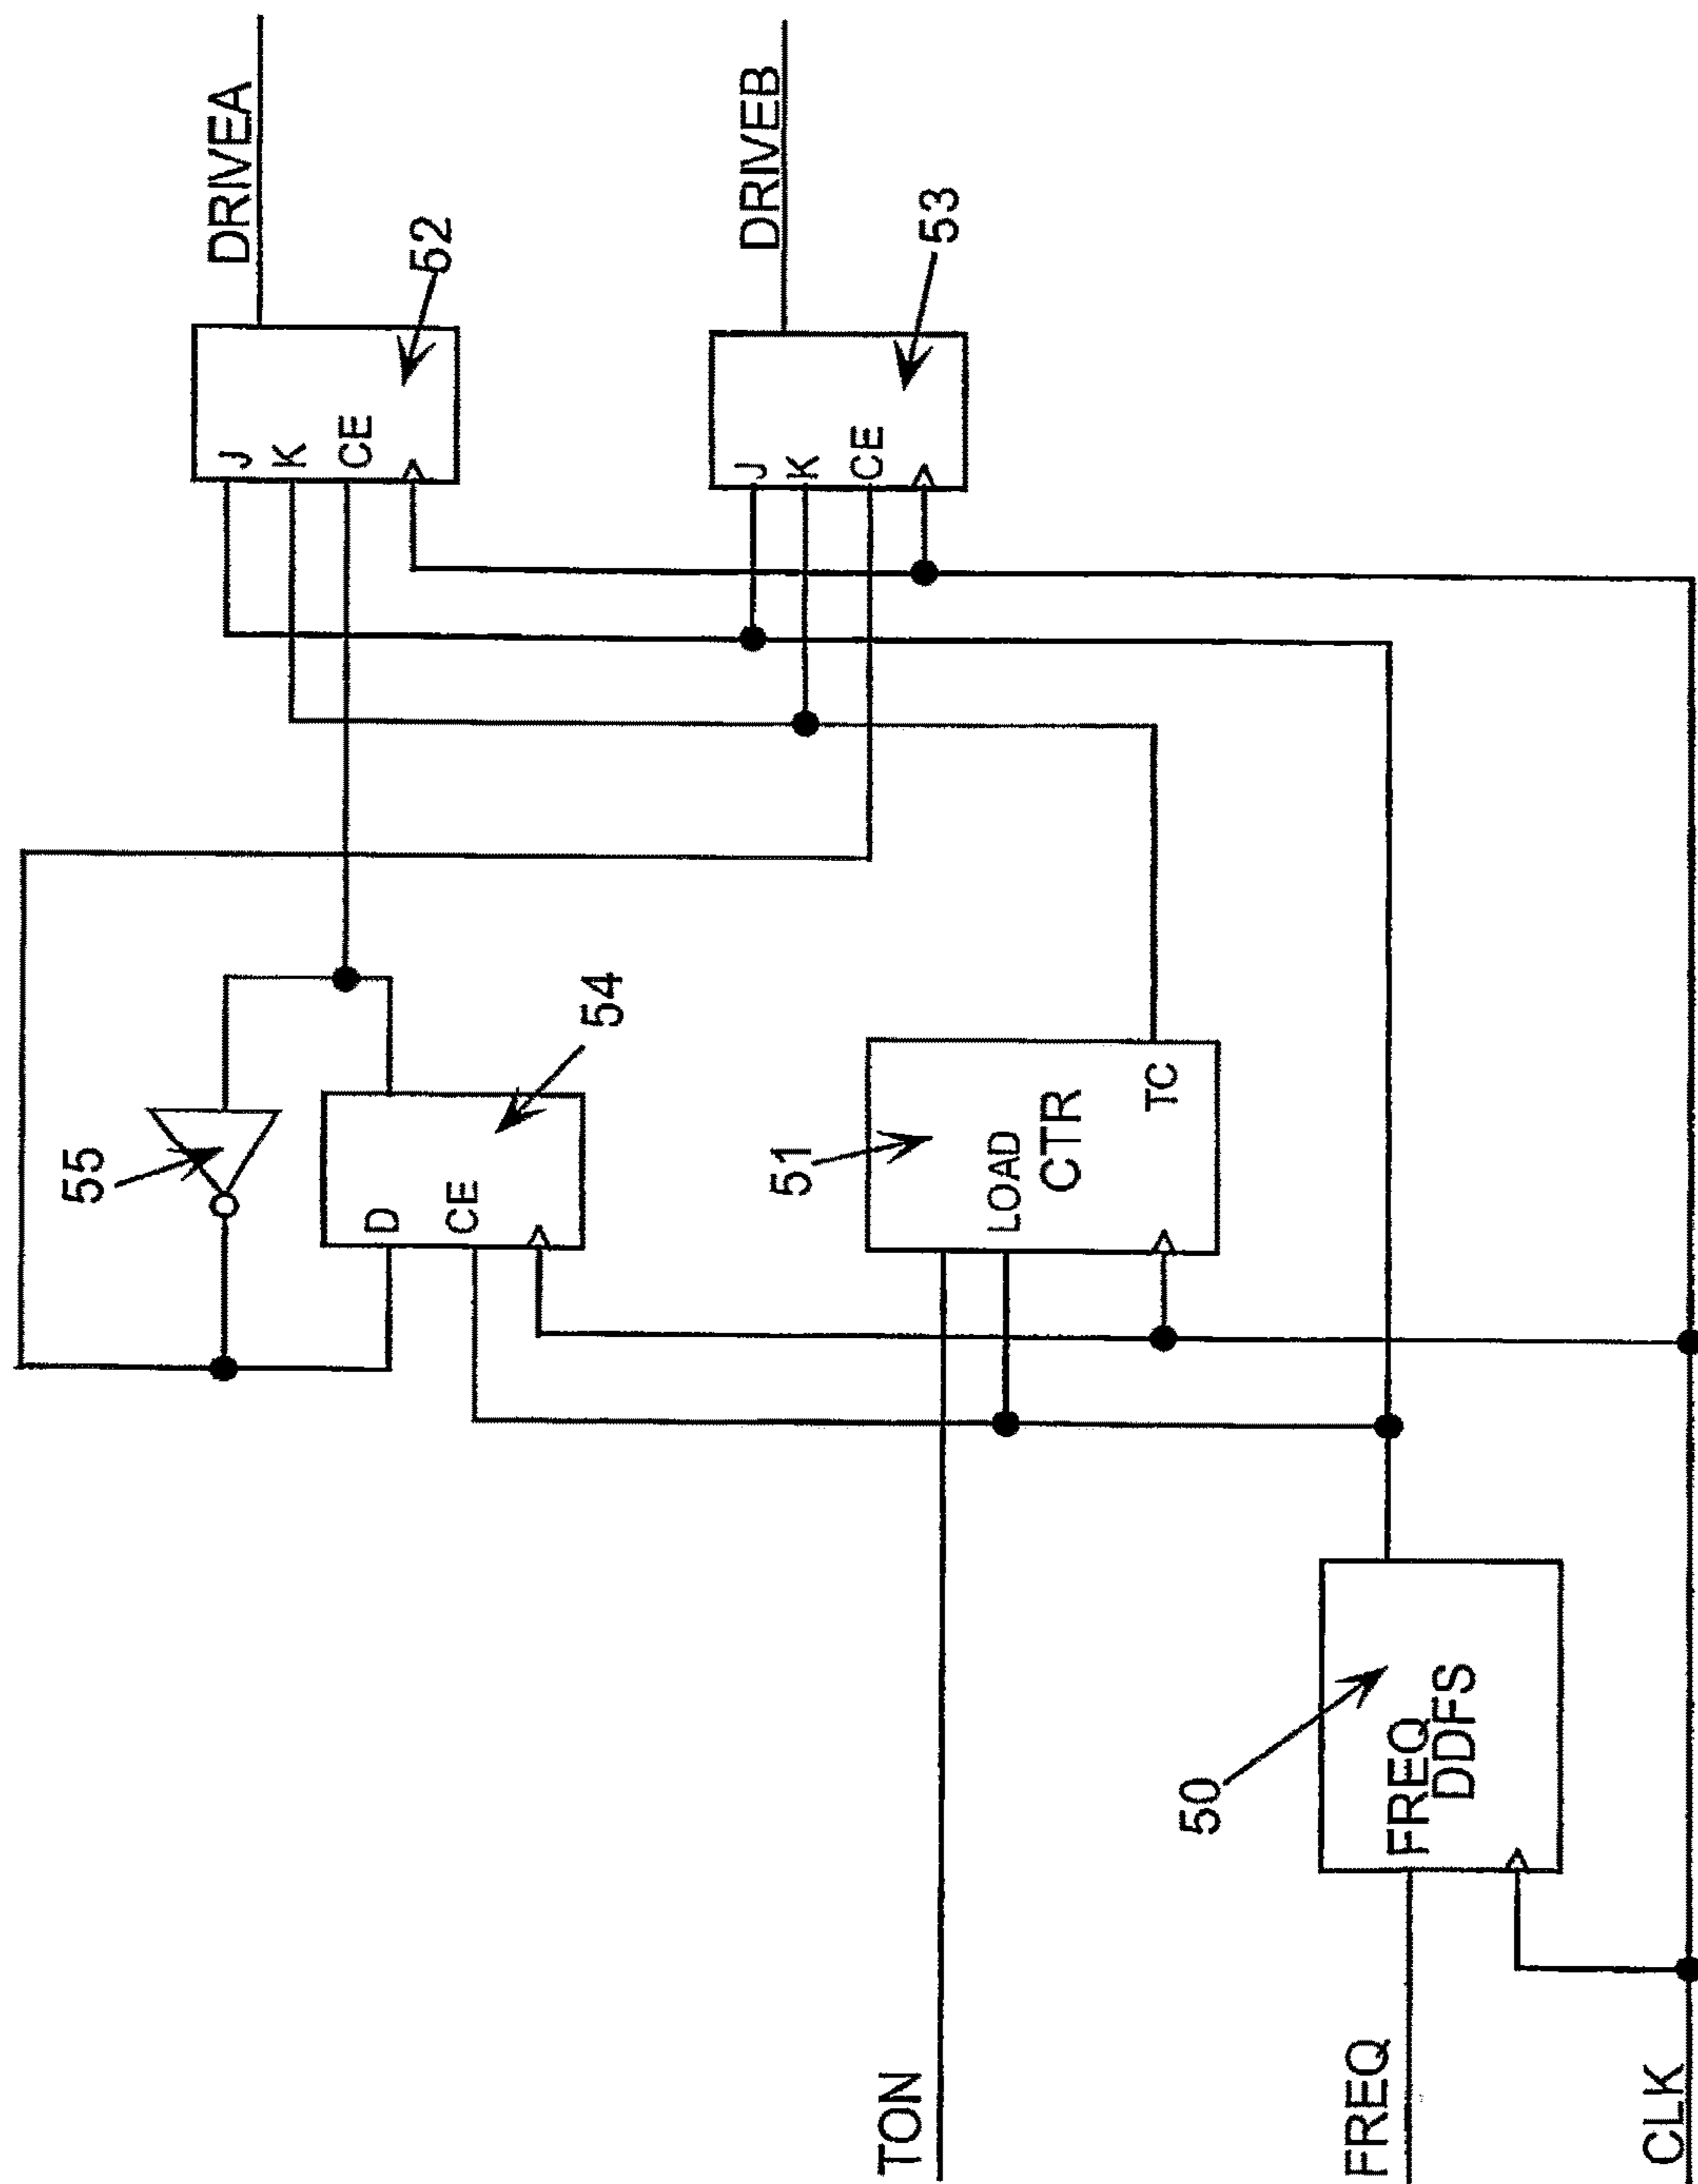 DRIVEA
52
J
K
CE
DRIVEB
53
J
K
CE
55
54
D
CE
51
LOAD
CTR
TC
50
FREQ
DDFS
TON
FREQ
CLK